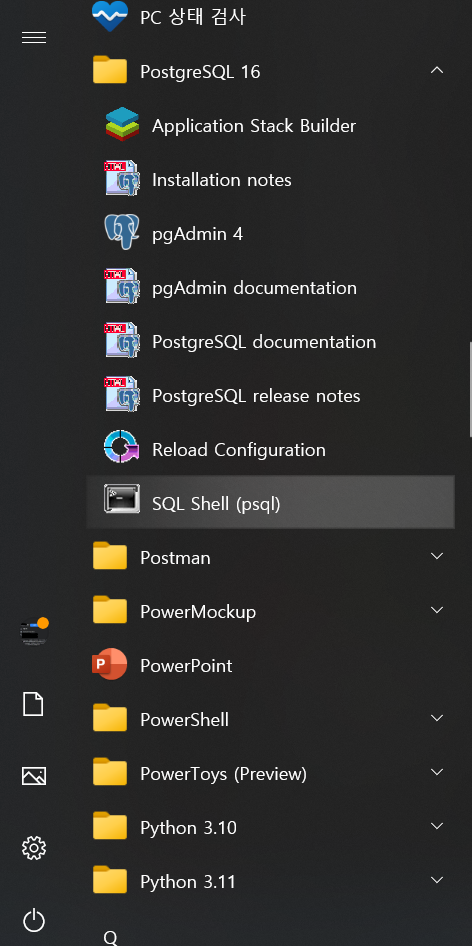 PC 상태 검사
PostgreSQL 16
Application Stack Builder
Installation notes
pgAdmin 4
pgAdmin documentation
PostgreSQL documentation
PostgreSQL release notes
Reload Configuration
SQL Shell (psql)
Postman
PowerMockup
PowerPoint
PowerShell
PowerToys (Preview)
Python 3.10
Python 3.11
Q